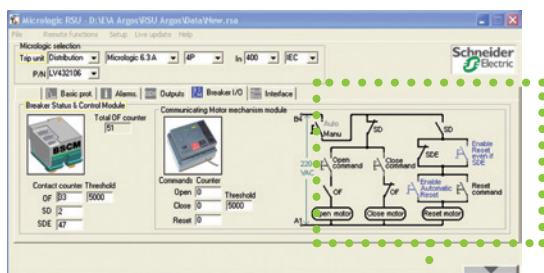 Micrologic RSU - D:\EVA Argos\RSU Argos\Data\New.rsa
File Remote functions Setup Live update Help
Micrologic selection
Trip unit Distribution Micrologic 6.3 A 4P In 400 IEC
P/N LV432106
Schneider Electric
Basic prot. Alarms. Outputs Breaker I/O Interface
Breaker Status & Control Module
Total OF counter
51
BSCM
Contact counter Threshold
OF 5000
SD 2
SDE 47
Communicating Motor mechanism module
Commands Counter
Open 0
Threshold
Close 0 5000
Reset 0
B4
Auto
Manu
SD
SD
220
VAC
Open command
Close command
SDE
Enable Reset even if SDE
OF
OF
Enable Automatic Reset
Reset command
A1
Open motor Close motor Reset motor